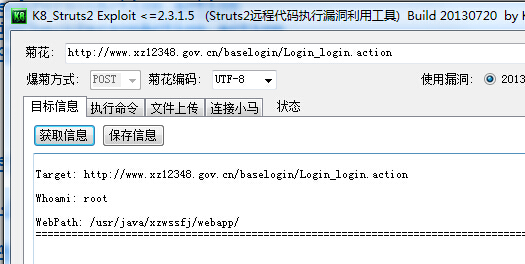 K8_Struts2 Exploit <=2.3.1.5 (Struts2远程代码执行漏洞利用工具) Build 20130720 by
菊花: http://www.xz12348.gov.cn/baselogin/Login_login.action
爆菊方式: POST 菊花编码: UTF-8 使用漏洞: 2013
目标信息 执行命令 文件上传 连接小马 状态
获取信息 保存信息
Target: http://www.xz12348.gov.cn/baselogin/Login_login.action
Whoami: root
WebPath: /usr/java/xzwssfj/webapp/
================================================================================